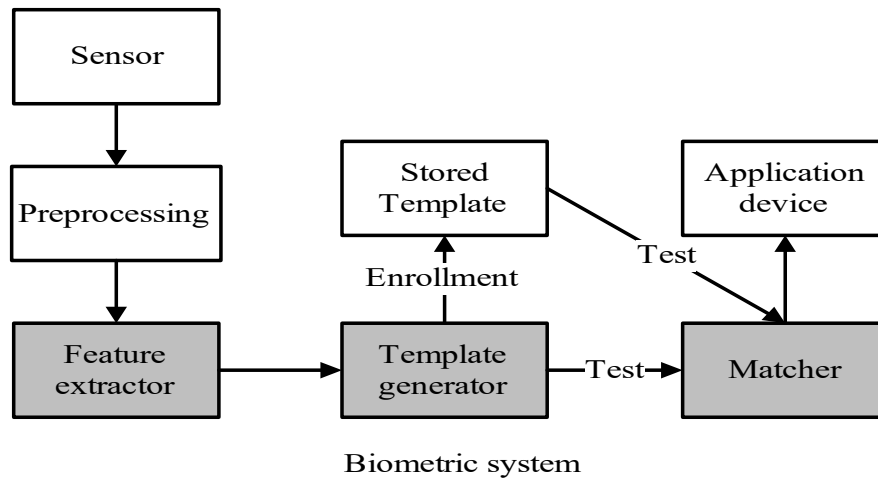 Sensor
Preprocessing
Stored
Template
Application
device
Test
Enrollment
Feature
extractor
Template
generator
Test
Matcher
Biometric system